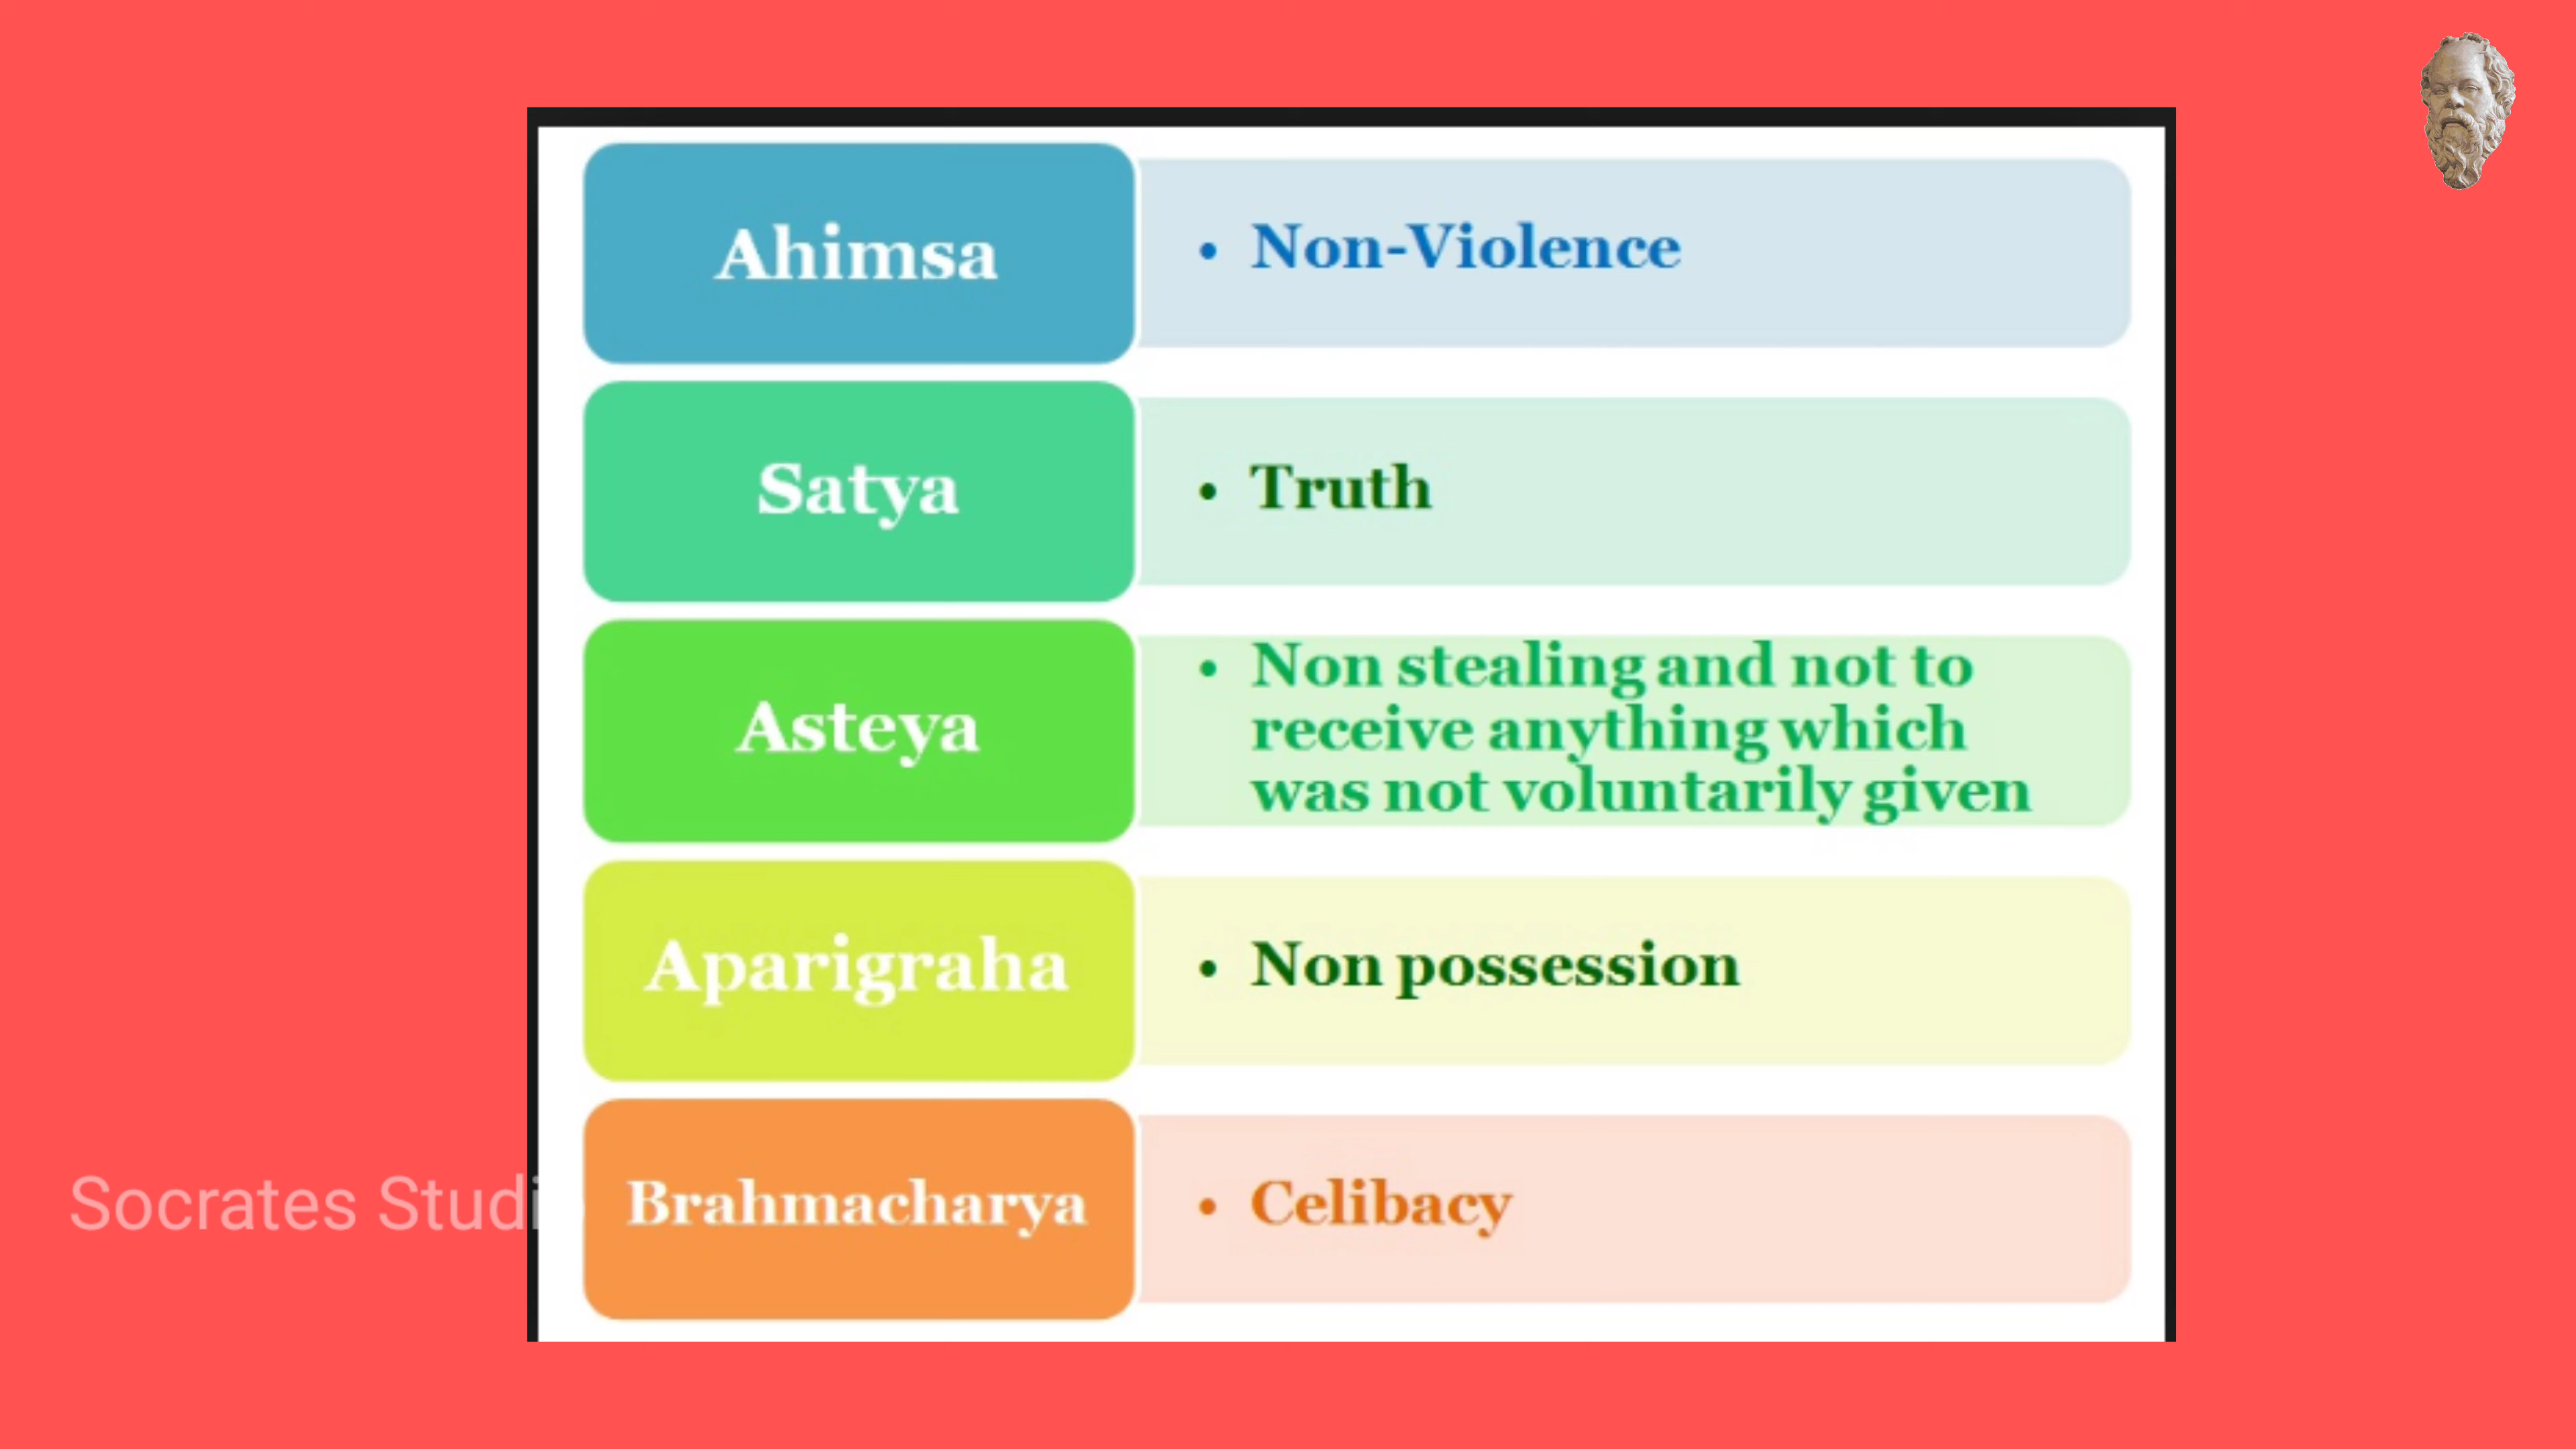 Ahimsa
• Non-Violence
Satya
• Truth
Asteya
• Non stealing and not to
receive anything which
was not voluntarily given
Aparigraha
• Non possession
Socrates Studi
Brahmacharya
• Celibacy